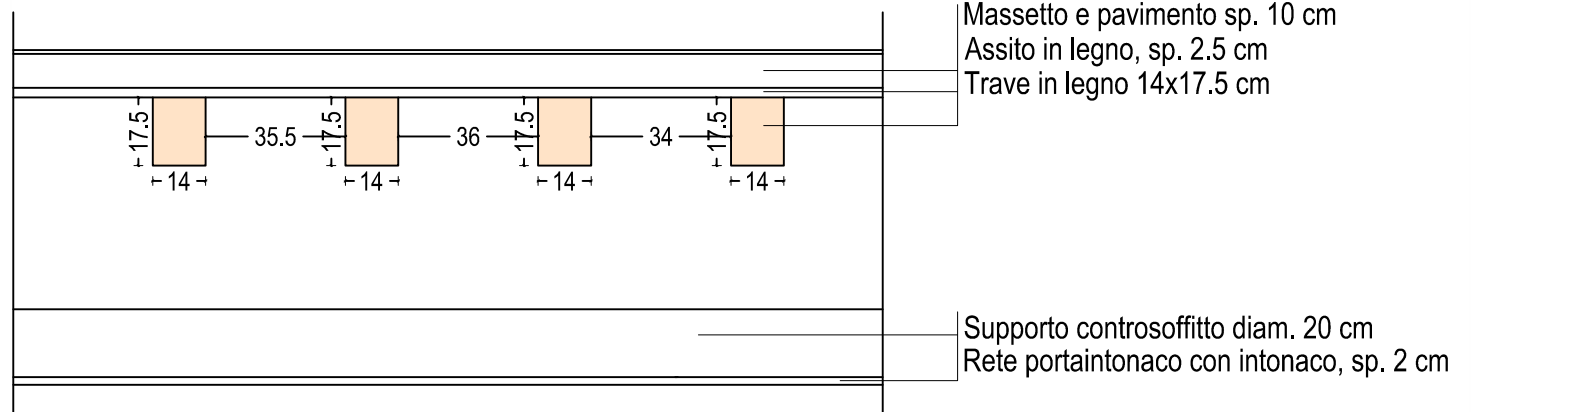 Massetto e pavimento sp. 10 cm
Assito in legno, sp. 2.5 cm
Trave in legno 14x17.5 cm
17.5 35.5 17.5 36 17.5 34 17.5
14 14 14 14
Supporto controsoffitto diam. 20 cm
Rete portaintonaco con intonaco, sp. 2 cm